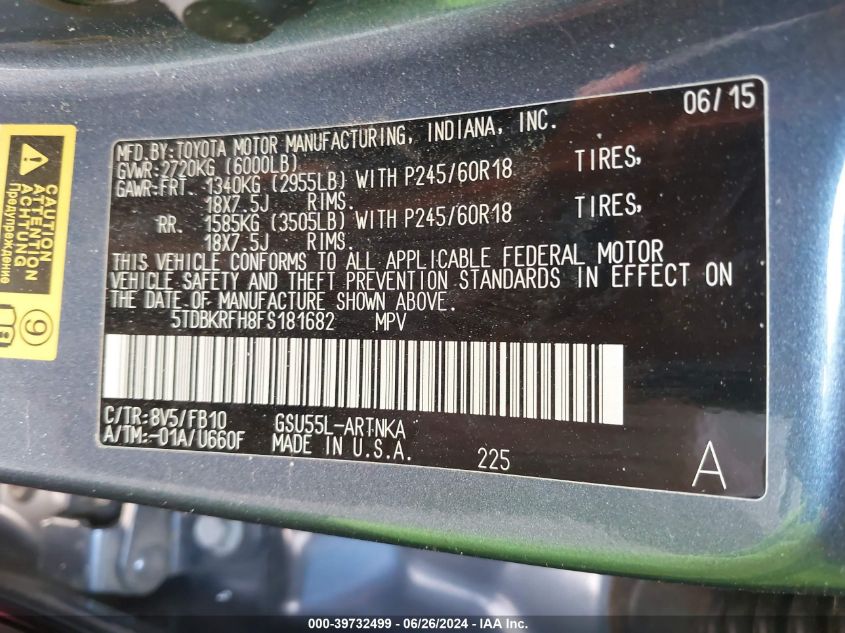 06/15
MFD.BY:TOYOTA MOTOR MANUFACTURING, INDIANA, INC.
GVWR:2720KG (6000LB)
GAWR:FRT. 1340KG (2955LB) WITH P245/60R18 TIRES,
18X7.5J RIMS.
RR. 1585KG (3505LB) WITH P245/60R18 TIRES,
18X7.5J RIMS.
THIS VEHICLE CONFORMS TO ALL APPLICABLE FEDERAL MOTOR
VEHICLE SAFETY AND THEFT PREVENTION STANDARDS IN EFFECT ON
THE DATE OF MANUFACTURE SHOWN ABOVE.
5TDBKRFH8FS181682 MPV
C/TR:8V5/FB10 GSU55L-ARTNKA
A/TM:-01A/U660F MADE IN U.S.A. 225 A
CAUTION
ACHTUNG
ATTENTION
Предупреждение
9
000-39732499 - 06/26/2024 - IAA Inc.